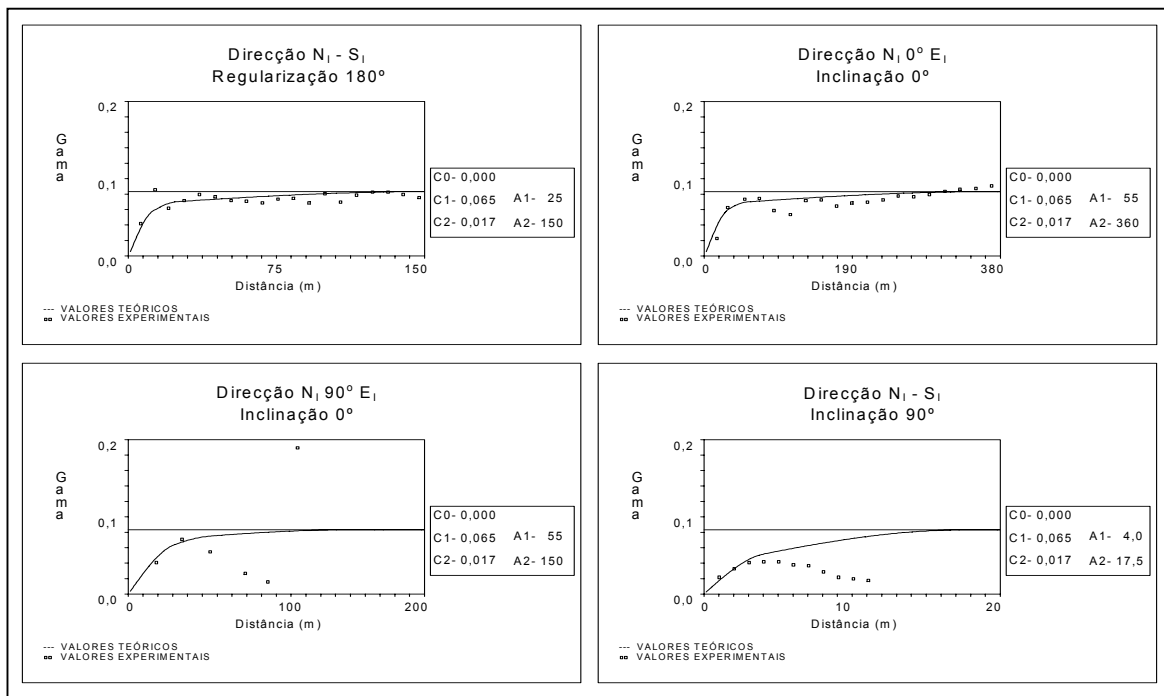 Direcção N I - S I
Regularização 180º
0,2
Gama
0,1
0,0
0 75 150
Distância (m)
C0- 0,000
C1- 0,065 A1- 25
C2- 0,017 A2- 150
--- VALORES TEÓRICOS
VALORES EXPERIMENTAIS
Direcção N I 0º E I
Inclinação 0º
0,2
Gama
0,1
0,0
0 190 380
Distância (m)
C0- 0,000
C1- 0,065 A1- 55
C2- 0,017 A2- 360
--- VALORES TEÓRICOS
VALORES EXPERIMENTAIS
Direcção N I 90º E I
Inclinação 0º
0,2
Gama
0,1
0,0
0 100 200
Distância (m)
C0- 0,000
C1- 0,065 A1- 55
C2- 0,017 A2- 150
--- VALORES TEÓRICOS
VALORES EXPERIMENTAIS
Direcção N I - S I
Inclinação 90º
0,2
Gama
0,1
0,0
0 10 20
Distância (m)
C0- 0,000
C1- 0,065 A1- 4,0
C2- 0,017 A2- 17,5
--- VALORES TEÓRICOS
VALORES EXPERIMENTAIS